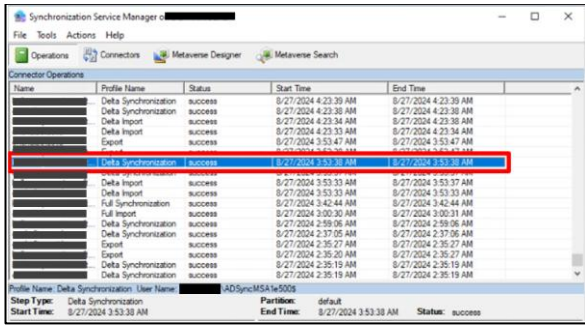 Synchronization Service Manager o
File Tools Actions Help
Operations Connectors Metaverse Designer Metaverse Search
Connector Operations
Name Profile Name Status Start Time End Time
Delta Synchronization success 8/27/2024 4:23:39 AM 8/27/2024 4:23:39 AM
Delta Synchronization success 8/27/2024 4:23:38 AM 8/27/2024 4:23:38 AM
Delta Import success 8/27/2024 4:23:34 AM 8/27/2024 4:23:38 AM
Delta Import success 8/27/2024 4:23:33 AM 8/27/2024 4:23:34 AM
Export success 8/27/2024 3:53:47 AM 8/27/2024 3:53:47 AM
Delta Synchronization success 8/27/2024 3:53:38 AM 8/27/2024 3:53:38 AM
Delta Import success 8/27/2024 3:53:33 AM 8/27/2024 3:53:37 AM
Delta Import success 8/27/2024 3:53:33 AM 8/27/2024 3:53:33 AM
Full Synchronization success 8/27/2024 3:42:44 AM 8/27/2024 3:42:44 AM
Full Import success 8/27/2024 3:00:30 AM 8/27/2024 3:00:31 AM
Delta Synchronization success 8/27/2024 2:59:06 AM 8/27/2024 2:59:06 AM
Delta Synchronization success 8/27/2024 2:37:05 AM 8/27/2024 2:37:06 AM
Export success 8/27/2024 2:35:27 AM 8/27/2024 2:35:27 AM
Export success 8/27/2024 2:35:20 AM 8/27/2024 2:35:27 AM
Delta Synchronization success 8/27/2024 2:35:19 AM 8/27/2024 2:35:19 AM
Delta Synchronization success 8/27/2024 2:35:19 AM 8/27/2024 2:35:19 AM
Profile Name: Delta Synchronization User Name: \ADSyncMSA1e500$
Step Type: Delta Synchronization Partition: default
Start Time: 8/27/2024 3:53:38 AM End Time: 8/27/2024 3:53:38 AM Status: success